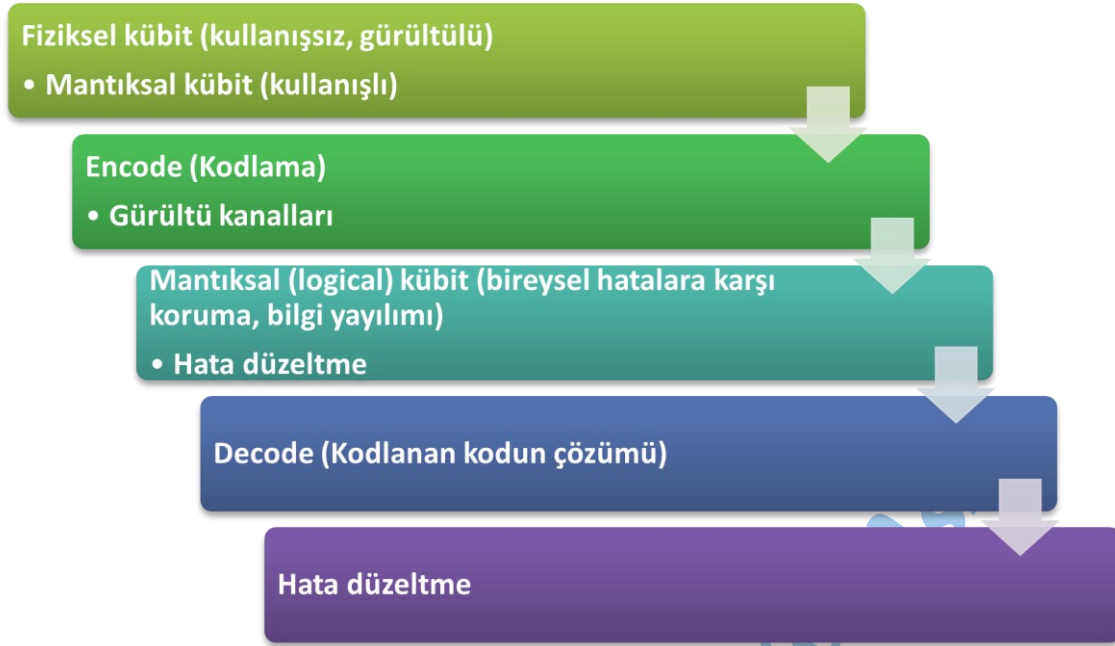 Fiziksel kübit (kullanışsız, gürültülü)
• Mantıksal kübit (kullanışlı)
Encode (Kodlama)
• Gürültü kanalları
Mantıksal (logical) kübit (bireysel hatalara karşı
koruma, bilgi yayılımı)
• Hata düzeltme
Decode (Kodlanan kodun çözümü)
Hata düzeltme